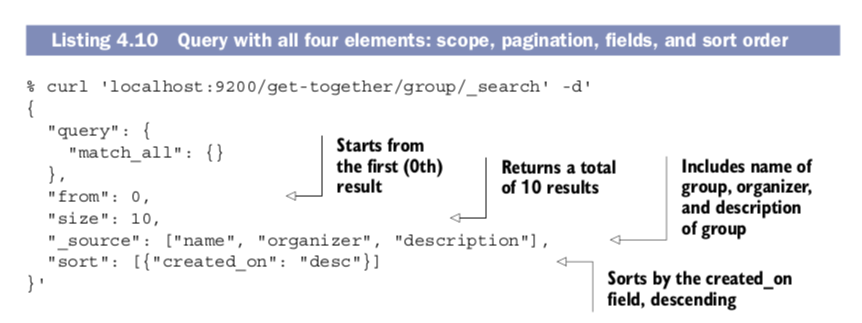 Listing 4.10 Query with all four elements: scope, pagination, fields, and sort order
% curl 'localhost:9200/get-together/group/_search' -d'
{
"query": {
"match_all": {}
},
"from": 0,
"size": 10,
"_source": ["name", "organizer", "description"],
"sort": [{"created_on": "desc"}]
}'
Starts from
the first (0th)
result
Returns a total
of 10 results
Includes name of
group, organizer,
and description
of group
Sorts by the created_on
field, descending